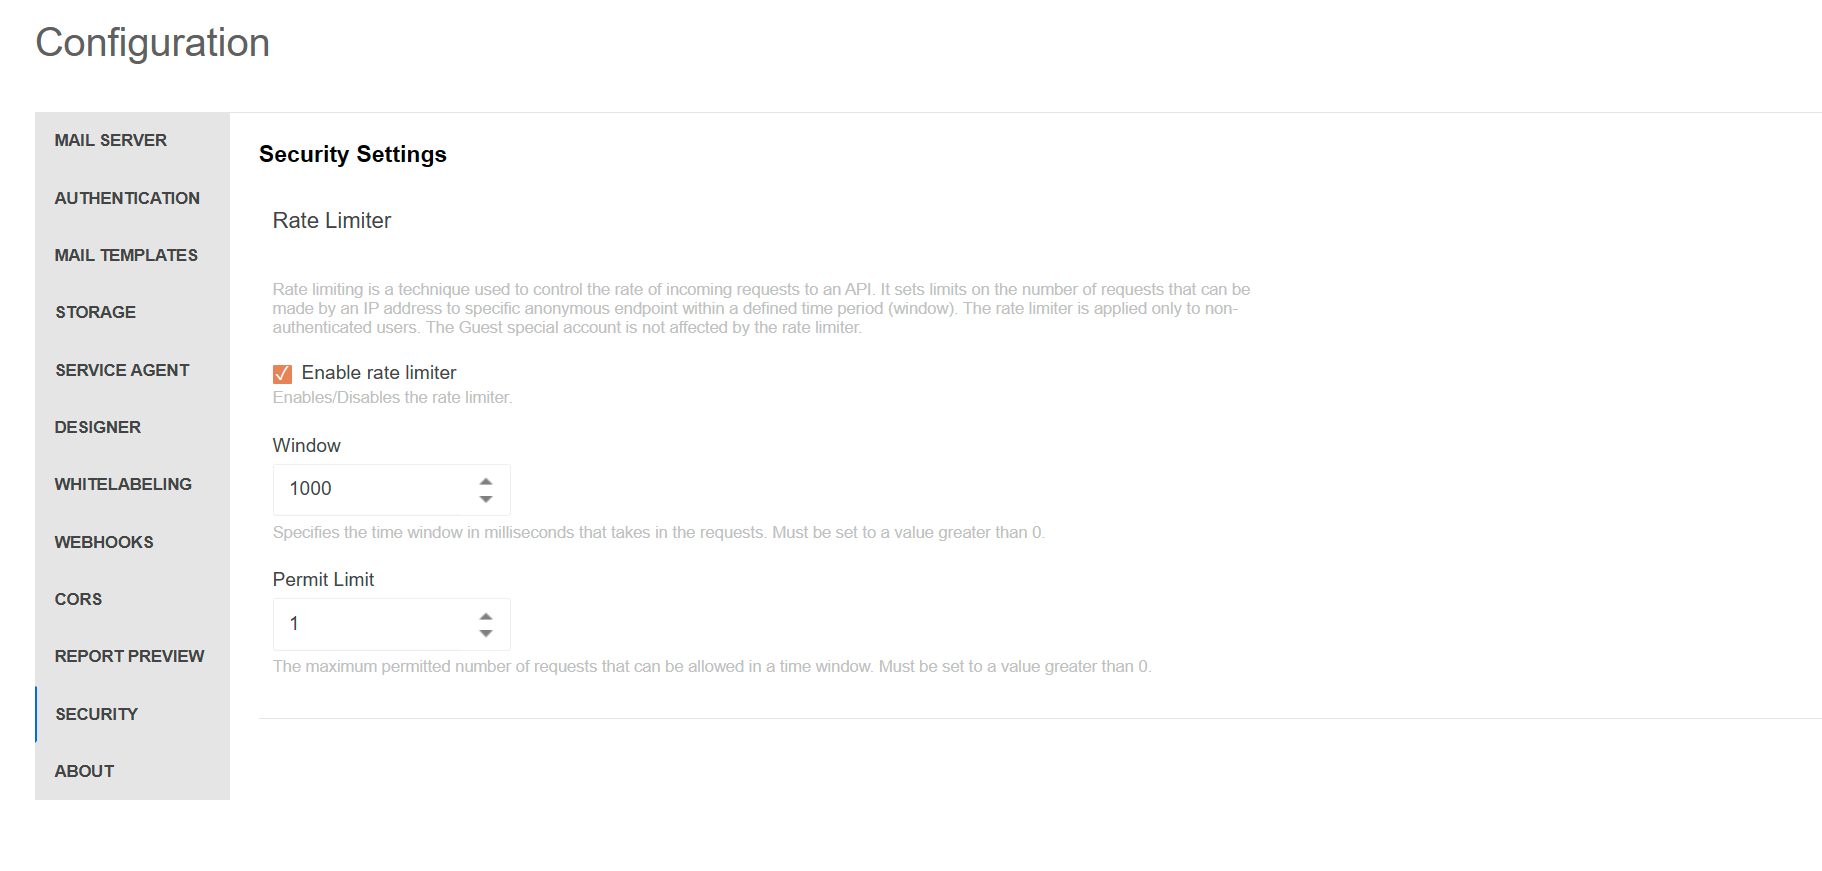 Configuration
MAIL SERVER
AUTHENTICATION
MAIL TEMPLATES
STORAGE
SERVICE AGENT
DESIGNER
WHITELABELING
WEBHOOKS
CORS
REPORT PREVIEW
SECURITY
ABOUT
Security Settings
Rate Limiter
Rate limiting is a technique used to control the rate of incoming requests to an API. It sets limits on the number of requests that can be
made by an IP address to specific anonymous endpoint within a defined time period (window). The rate limiter is applied only to non-
authenticated users. The Guest special account is not affected by the rate limiter.
Enable rate limiter
Enables/Disables the rate limiter.
Window
1000
Specifies the time window in milliseconds that takes in the requests. Must be set to a value greater than 0.
Permit Limit
1
The maximum permitted number of requests that can be allowed in a time window. Must be set to a value greater than 0.